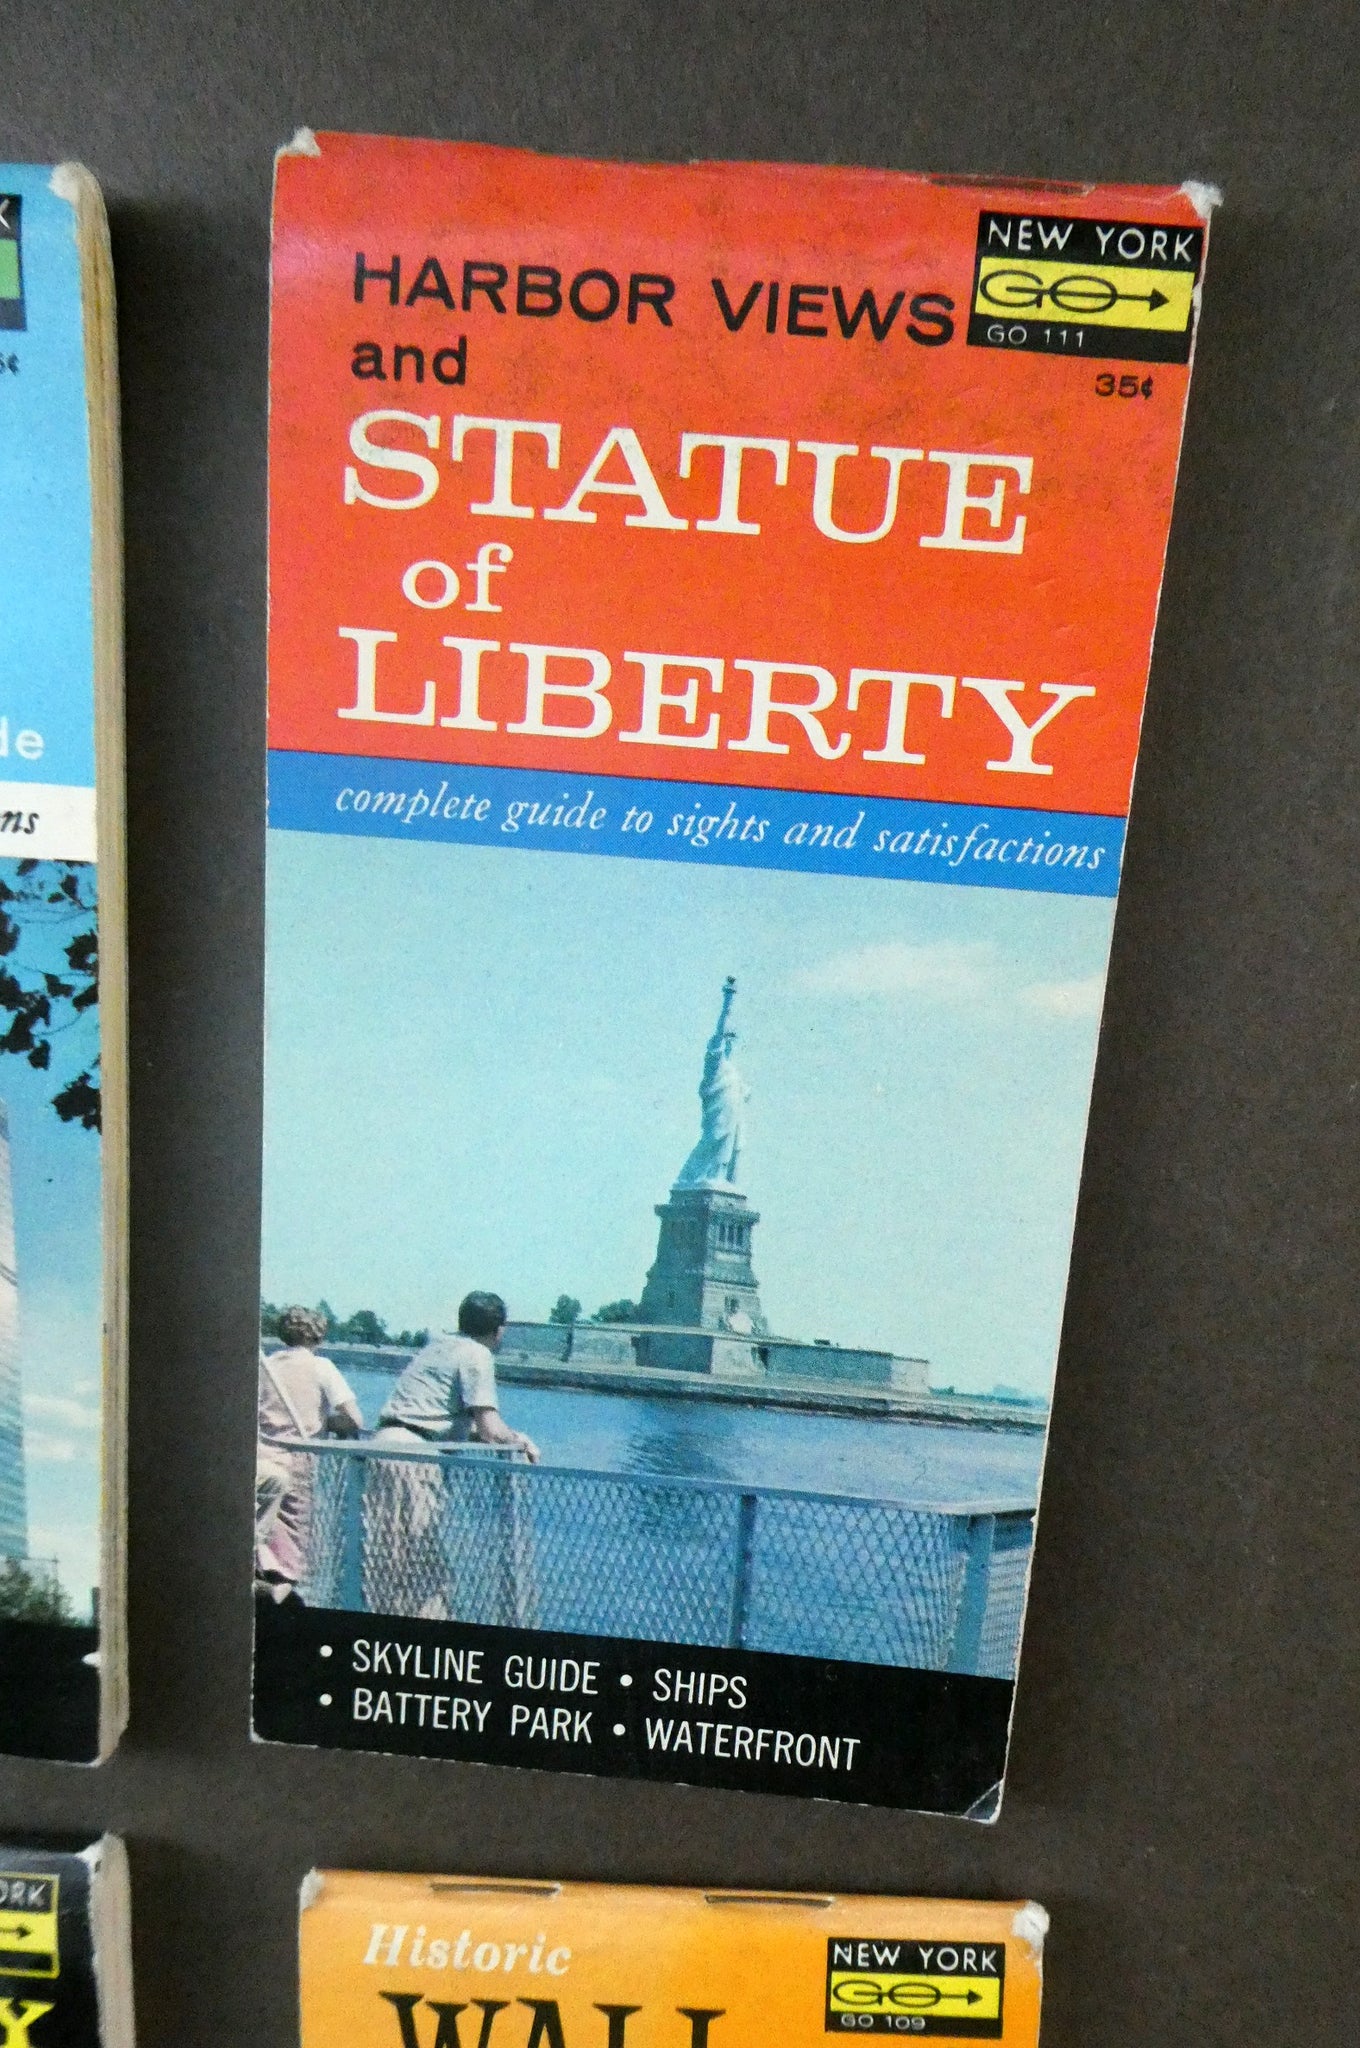 HARBOR VIEWS
and
STATUE
of
LIBERTY
NEW YORK
GO
GO 111
35¢
complete guide to sights and satisfactions
• SKYLINE GUIDE • SHIPS
• BATTERY PARK • WATERFRONT
Historic
WALL
NEW YORK
GO
GO 109